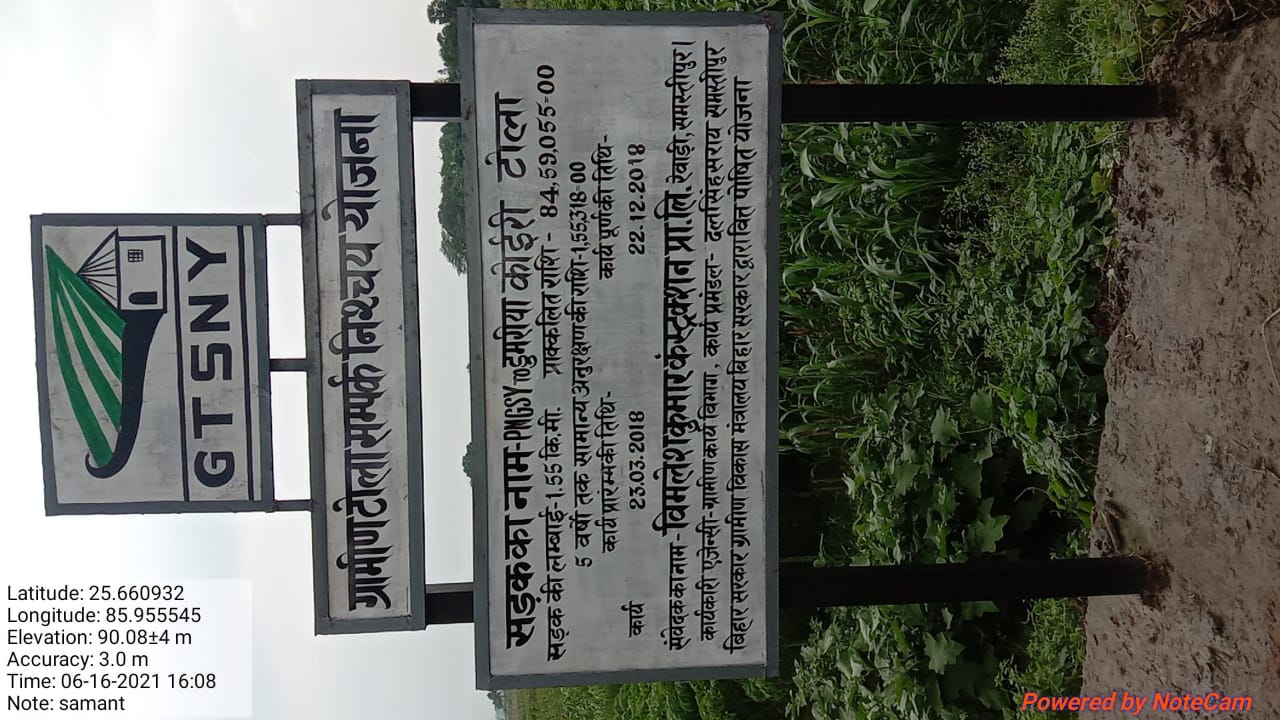 GTSNY
ग्रामीण टोला सम्पर्क निश्चय योजना
सड़क का नाम-PMGSY TO डुमरीया कोईरी टोला
सड़क की लम्बाई-1.55 कि.मी. प्राक्कलित राशि - 84,59,055-00
5 वर्षो तक सामान्य अनुरक्षण की राशि-1,55,318-00
कार्य प्रारंम्भ की तिथि- कार्य पूर्ण की तिथि-
कार्य 23.03.2018 22.12.2018
संवेदक का नाम- विमलेश कुमार कंस्ट्रक्शन प्रा.लि. रेवाड़ी, समस्तीपुर।
कार्यकारी एजेन्सी-ग्रामीण कार्य विभाग, कार्य प्रमंडल- दलसिंहसराय समस्तीपुर
बिहार सरकार ग्रामीण विकास मंत्रालय बिहार सरकार द्वारा वित पोषित योजना
Latitude: 25.660932
Longitude: 85.955545
Elevation: 90.08±4 m
Accuracy: 3.0 m
Time: 06-16-2021 16:08
Note: samant
Powered by NoteCam